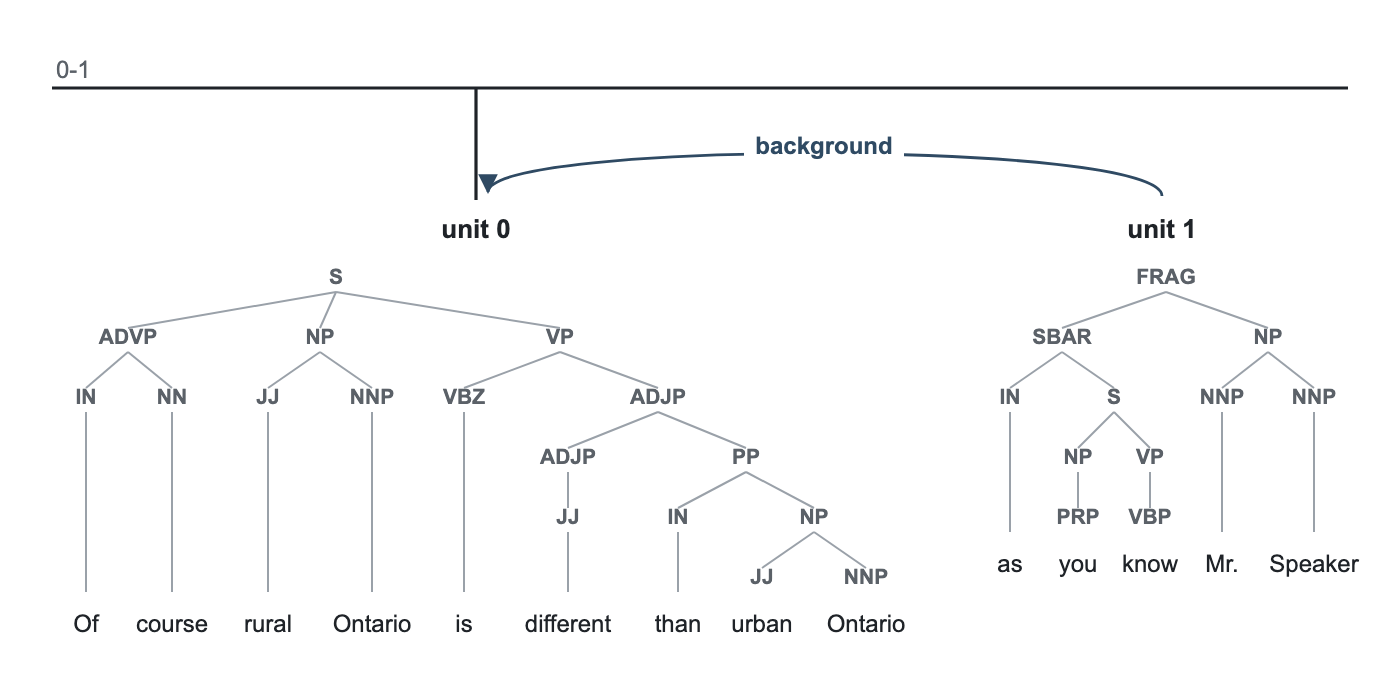 0-1
background
unit 0 unit 1
S FRAG
ADVP NP VP SBAR NP
IN NN JJ NNP VBZ ADJP IN S NNP NNP
ADJP PP NP VP
JJ IN NP PRP VBP
as you know Mr. Speaker
JJ NNP
Of course rural Ontario is different than urban Ontario